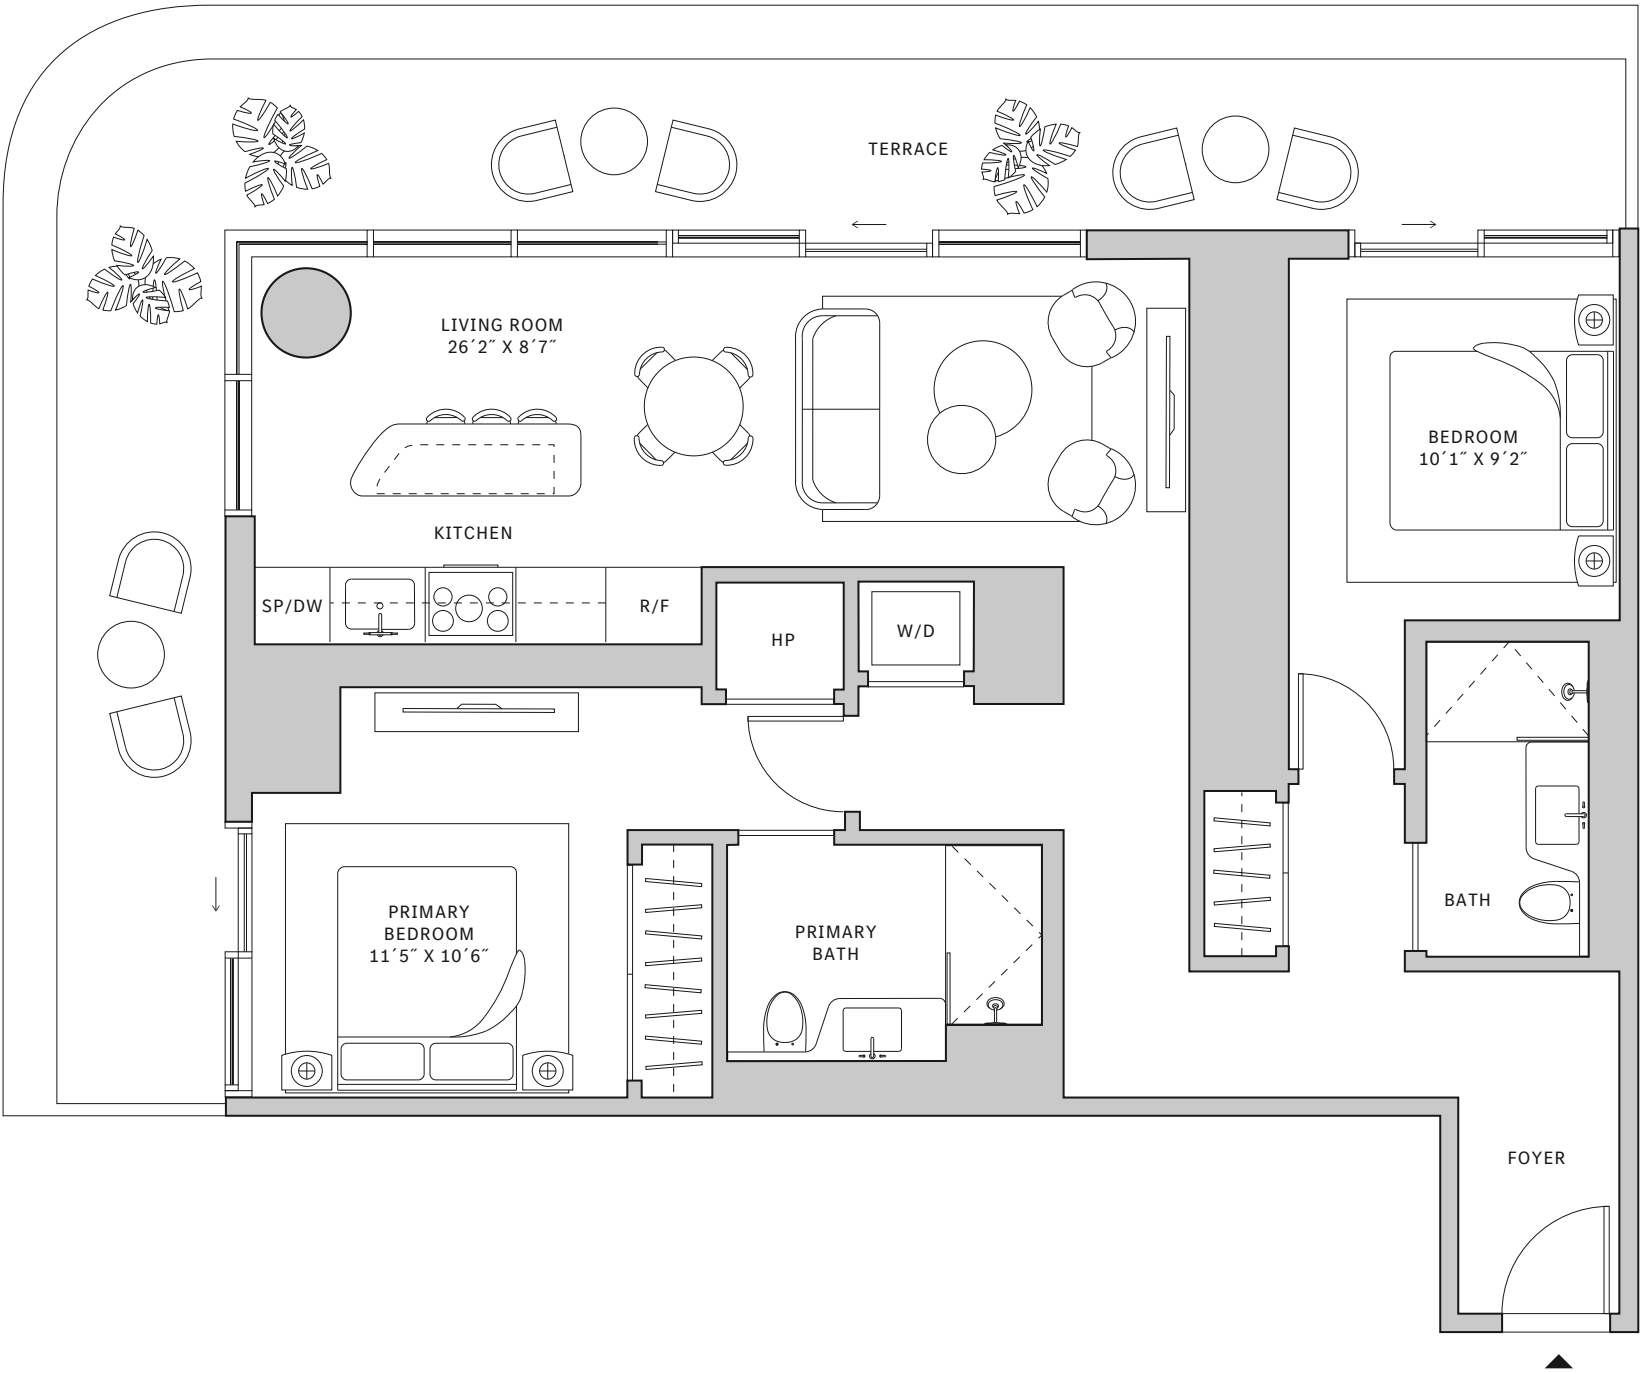 TERRACE
LIVING ROOM
26′2″ X 8′7″
BEDROOM
10′1″ X 9′2″
KITCHEN
SP/DW
R/F
HP
W/D
PRIMARY
BEDROOM
11′5″ X 10′6″
PRIMARY
BATH
BATH
FOYER